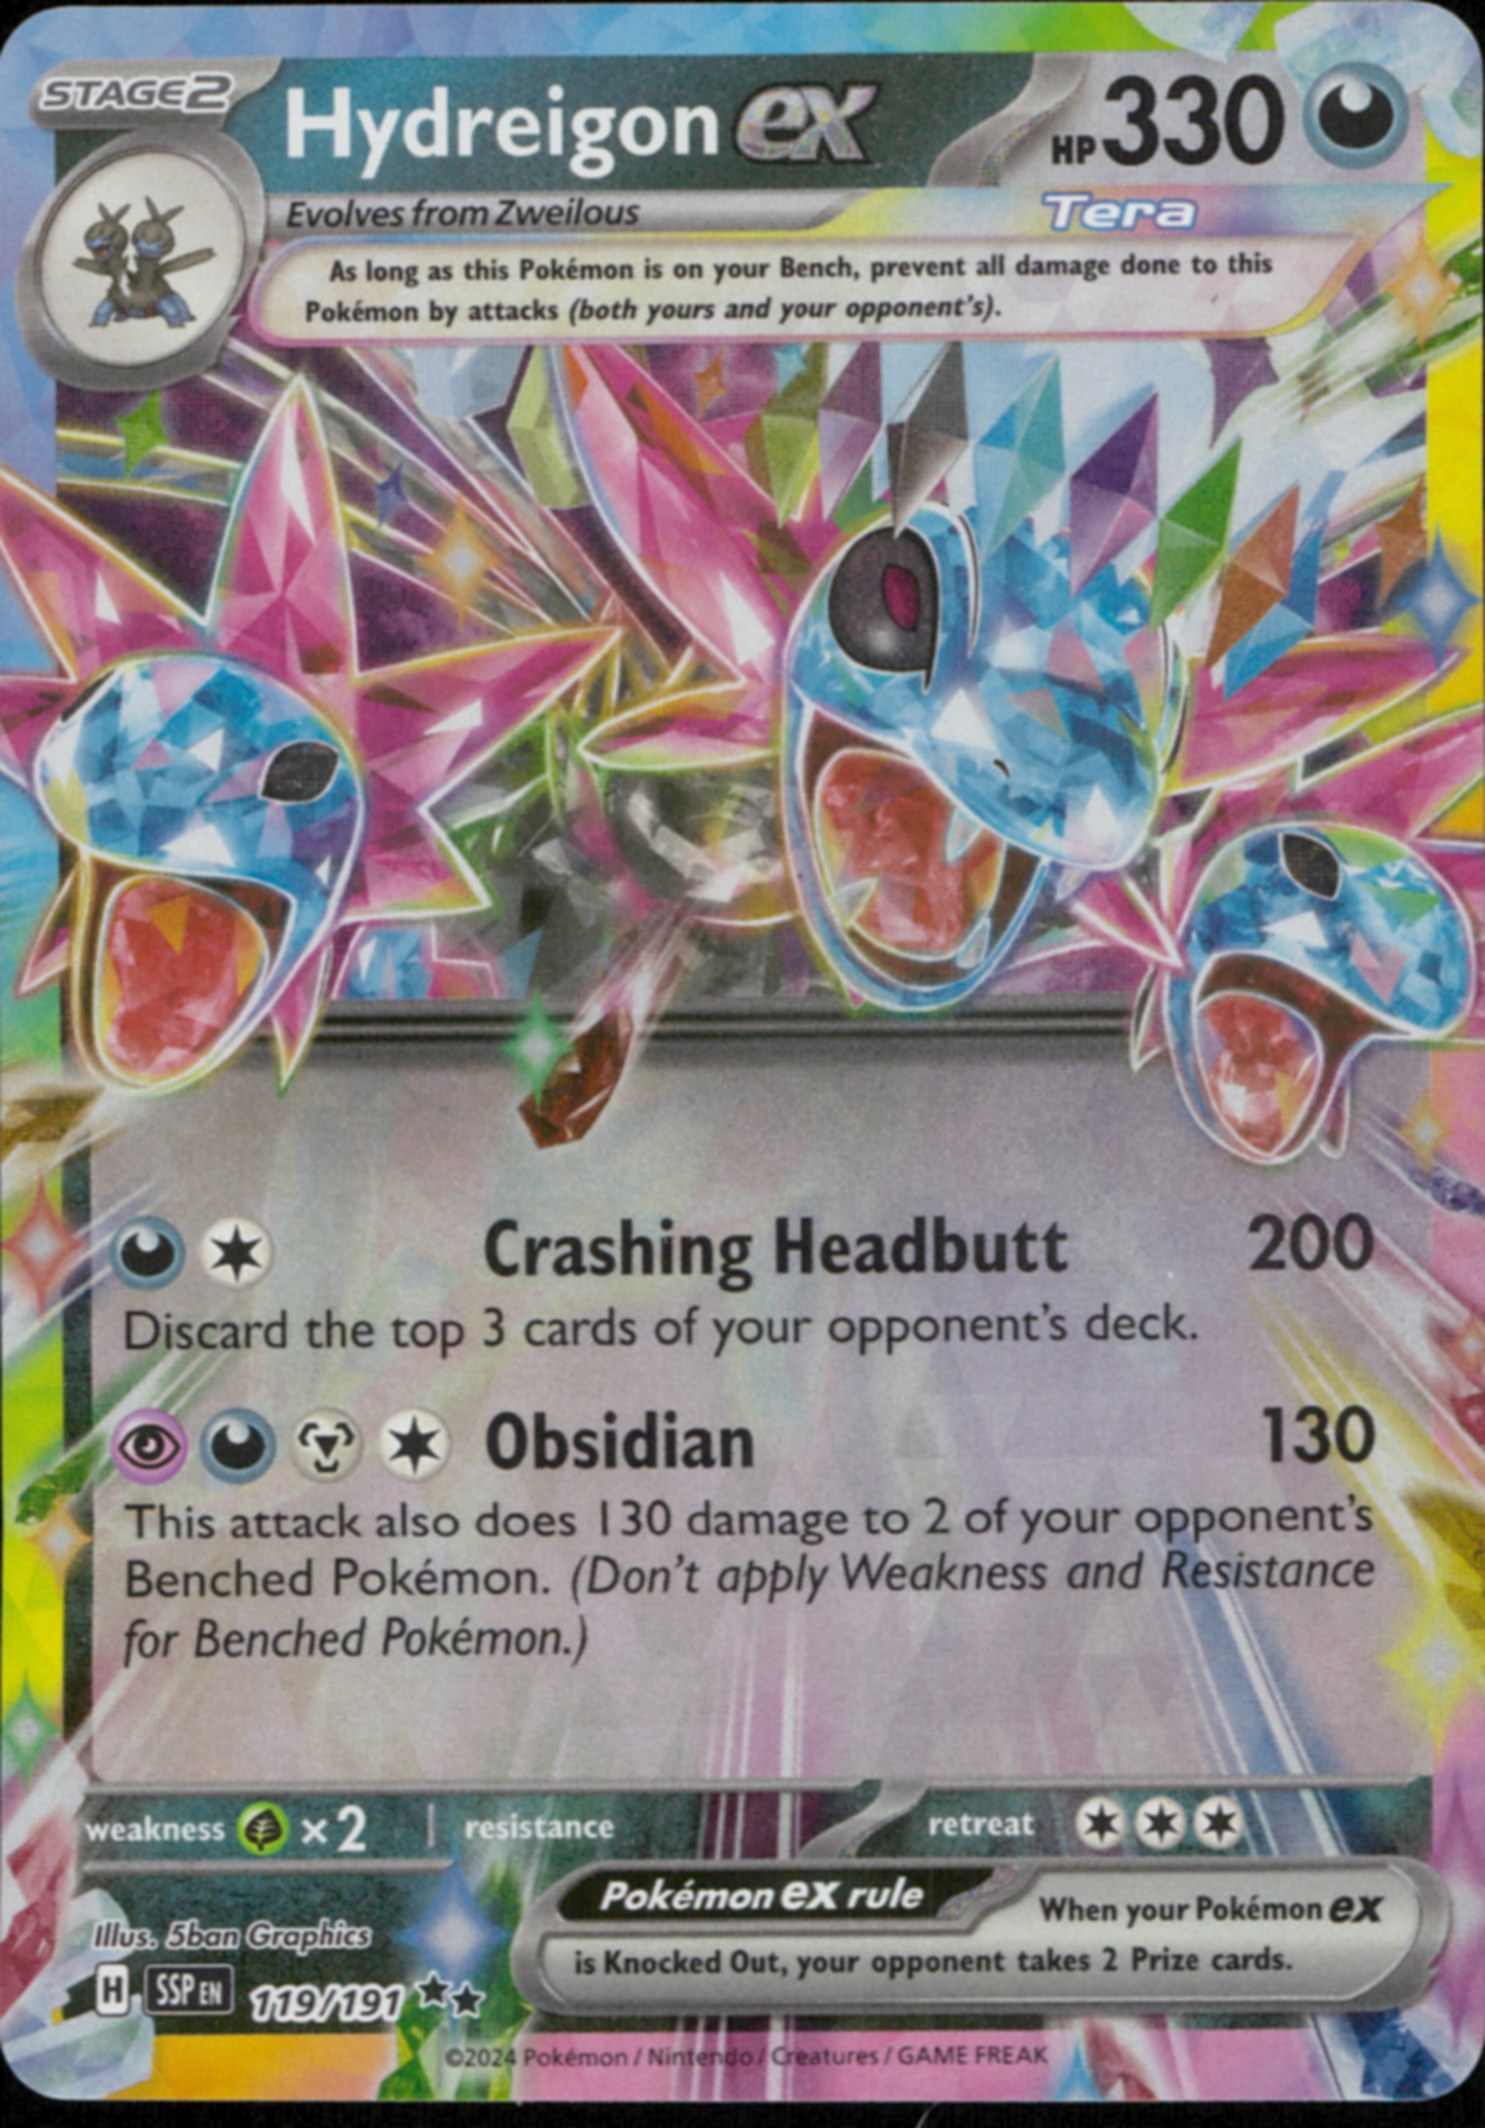 STAGE2
Hydreigon ex
HP330
Evolves from Zweilous
Tera
As long as this Pokémon is on your Bench, prevent all damage done to this
Pokémon by attacks (both yours and your opponent's).
Crashing Headbutt 200
Discard the top 3 cards of your opponent's deck.
Obsidian 130
This attack also does 130 damage to 2 of your opponent's
Benched Pokémon. (Don't apply Weakness and Resistance
for Benched Pokémon.)
weakness ×2 | resistance retreat
Pokémon ex rule
When your Pokémon ex
is Knocked Out, your opponent takes 2 Prize cards.
Illus. 5ban Graphics
H SSP EN 119/191 ★★
©2024 Pokémon / Nintendo / Creatures / GAME FREAK